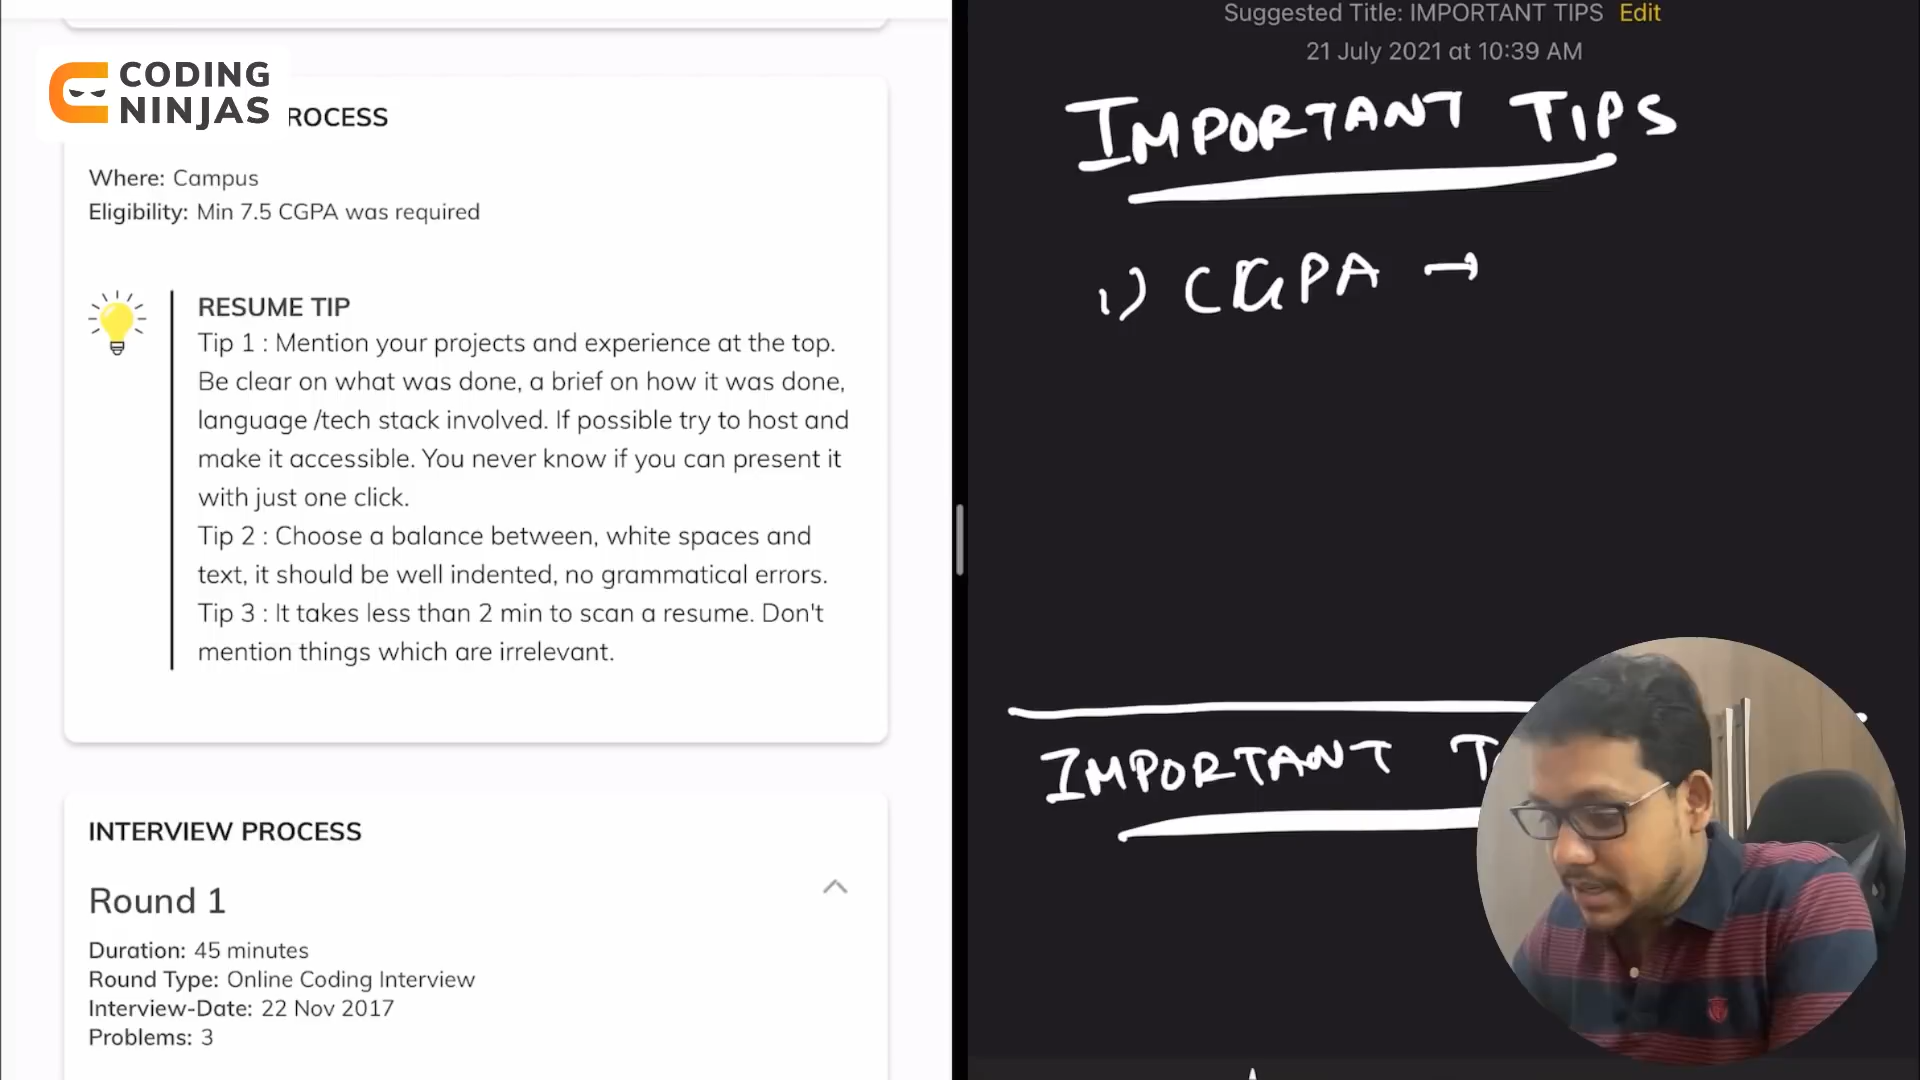 CODING
NINJAS
ROCESS
Where: Campus
Eligibility: Min 7.5 CGPA was required
RESUME TIP
Tip 1 : Mention your projects and experience at the top.
Be clear on what was done, a brief on how it was done,
language /tech stack involved. If possible try to host and
make it accessible. You never know if you can present it
with just one click.
Tip 2 : Choose a balance between, white spaces and
text, it should be well indented, no grammatical errors.
Tip 3 : It takes less than 2 min to scan a resume. Don't
mention things which are irrelevant.
INTERVIEW PROCESS
Round 1
Duration: 45 minutes
Round Type: Online Coding Interview
Interview-Date: 22 Nov 2017
Problems: 3
Suggested Title: IMPORTANT TIPS Edit
21 July 2021 at 10:39 AM
IMPORTANT TIPS
1) CGPA →
IMPORTANT